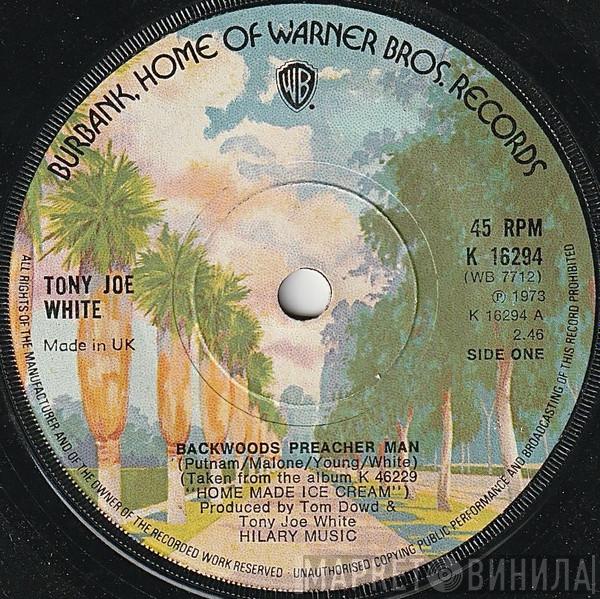 BURBANK, HOME OF WARNER BROS. RECORDS
WB
45 RPM
K 16294
(WB 7712)
℗ 1973
K 16294 A
2.46
SIDE ONE
TONY JOE
WHITE
Made in UK
BACKWOODS PREACHER MAN
(Putnam/Malone/Young/White)
(Taken from the album K 46229
"HOME MADE ICE CREAM")
Produced by Tom Dowd &
Tony Joe White
HILARY MUSIC
ALL RIGHTS OF THE MANUFACTURER AND OF THE OWNER OF THE RECORDED WORK RESERVED · UNAUTHORISED COPYING PUBLIC PERFORMANCE AND BROADCASTING OF THIS RECORD PROHIBITED
МАРКЕТ ВИНИЛА